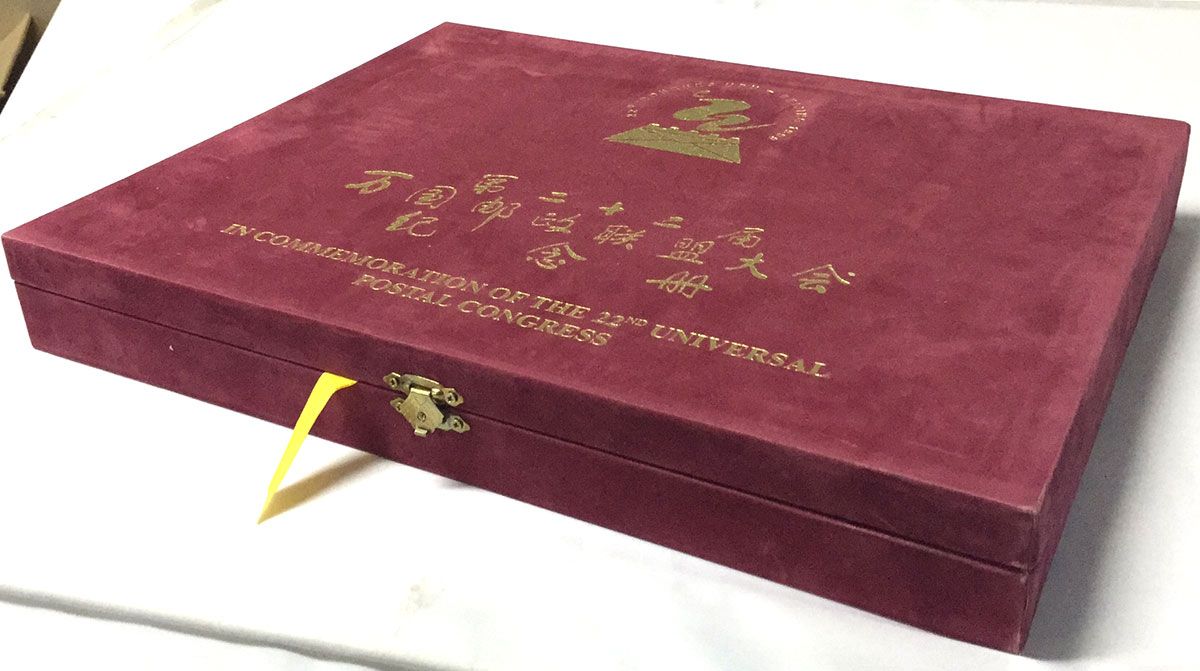 第二十二届
万国邮政联盟大会
纪念册
IN COMMEMORATION OF THE 22ND UNIVERSAL
POSTAL CONGRESS